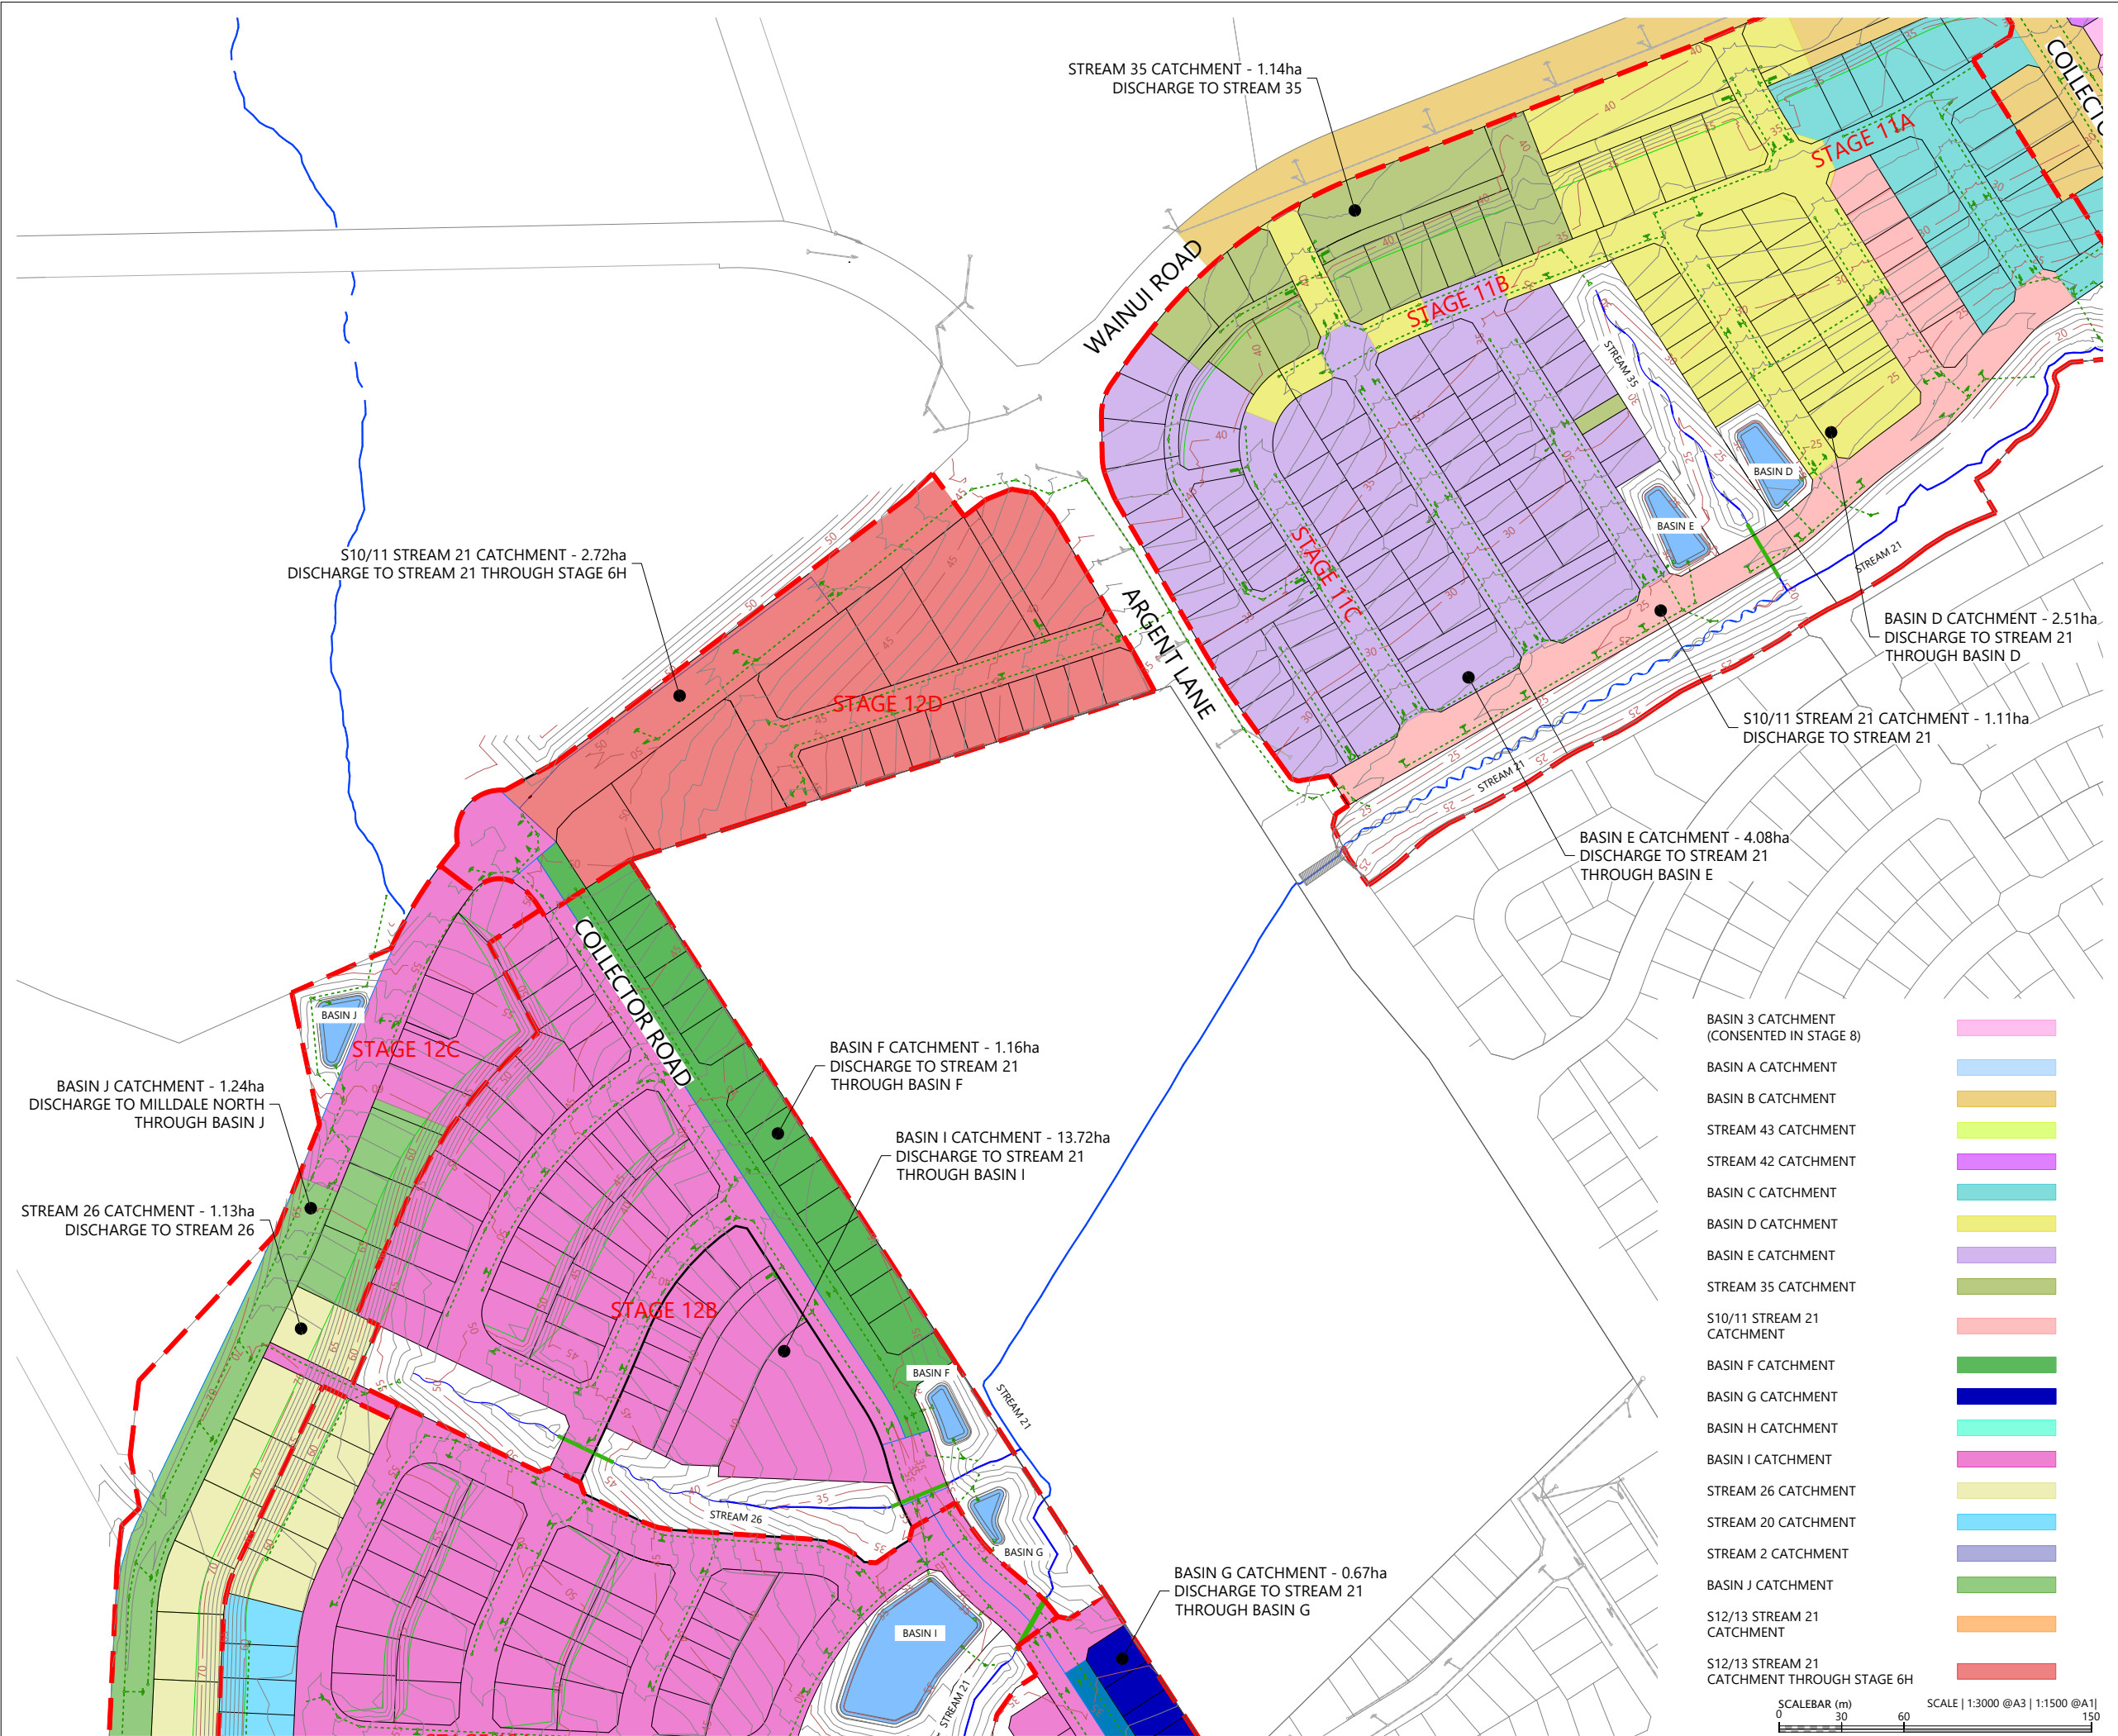 STREAM 35 CATCHMENT - 1.14ha
DISCHARGE TO STREAM 35
STAGE 11A
WAINUI ROAD
STAGE 11B
STREAM 35
BASIN D
BASIN E
STAGE 11C
STREAM 21
S10/11 STREAM 21 CATCHMENT - 2.72ha
DISCHARGE TO STREAM 21 THROUGH STAGE 6H
ARGENT LANE
BASIN D CATCHMENT - 2.51ha
DISCHARGE TO STREAM 21
THROUGH BASIN D
STAGE 12D
S10/11 STREAM 21 CATCHMENT - 1.11ha
DISCHARGE TO STREAM 21
STREAM 21
BASIN E CATCHMENT - 4.08ha
DISCHARGE TO STREAM 21
THROUGH BASIN E
COLLECTOR ROAD
BASIN J
STAGE 12C
BASIN F CATCHMENT - 1.16ha
DISCHARGE TO STREAM 21
THROUGH BASIN F
BASIN J CATCHMENT - 1.24ha
DISCHARGE TO MILLDALE NORTH
THROUGH BASIN J
BASIN I CATCHMENT - 13.72ha
DISCHARGE TO STREAM 21
THROUGH BASIN I
STREAM 26 CATCHMENT - 1.13ha
DISCHARGE TO STREAM 26
STAGE 12B
BASIN F
STREAM 21
STREAM 26
BASIN G
BASIN G CATCHMENT - 0.67ha
DISCHARGE TO STREAM 21
THROUGH BASIN G
BASIN I
STREAM 21
BASIN 3 CATCHMENT
(CONSENTED IN STAGE 8)
BASIN A CATCHMENT
BASIN B CATCHMENT
STREAM 43 CATCHMENT
STREAM 42 CATCHMENT
BASIN C CATCHMENT
BASIN D CATCHMENT
BASIN E CATCHMENT
STREAM 35 CATCHMENT
S10/11 STREAM 21
CATCHMENT
BASIN F CATCHMENT
BASIN G CATCHMENT
BASIN H CATCHMENT
BASIN I CATCHMENT
STREAM 26 CATCHMENT
STREAM 20 CATCHMENT
STREAM 2 CATCHMENT
BASIN J CATCHMENT
S12/13 STREAM 21
CATCHMENT
S12/13 STREAM 21
CATCHMENT THROUGH STAGE 6H
SCALEBAR (m)
SCALE | 1:3000 @A3 | 1:1500 @A1|
0 30 60 150